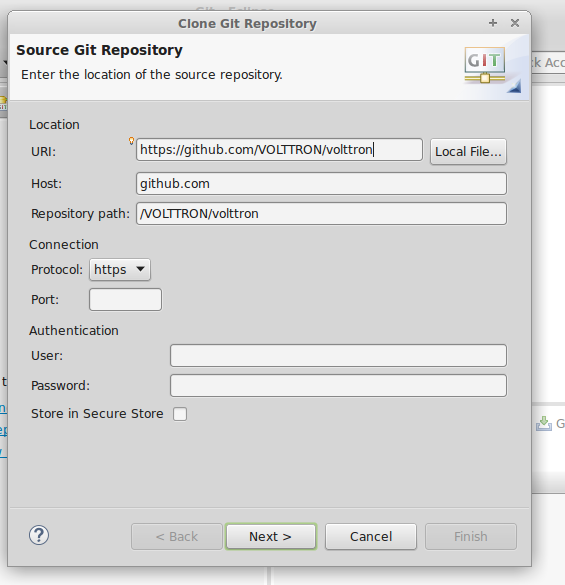 Git - Eclipse
Clone Git Repository
Source Git Repository
Enter the location of the source repository.
GIT
Location
URI: https://github.com/VOLTTRON/volttron Local File...
Host: github.com
Repository path: /VOLTTRON/volttron
Connection
Protocol: https
Port:
Authentication
User:
Password:
Store in Secure Store
? < Back Next > Cancel Finish